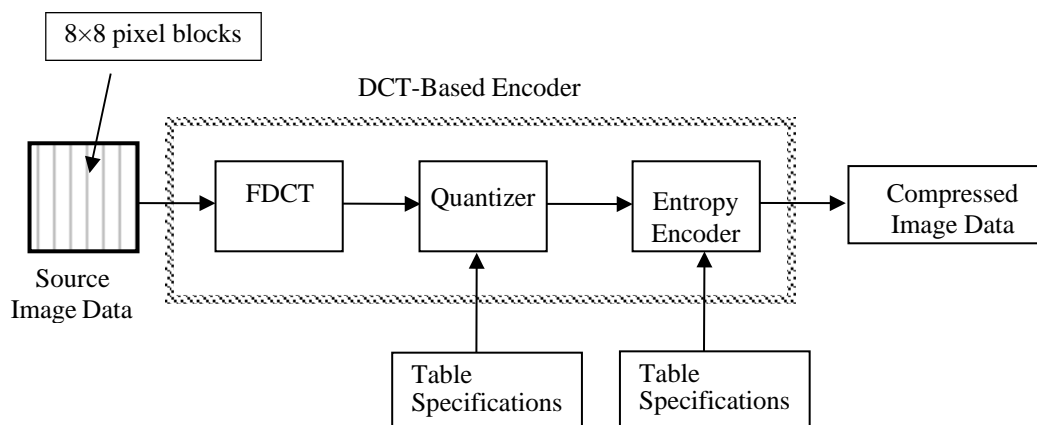 8×8 pixel blocks
DCT-Based Encoder
FDCT
Quantizer
Entropy
Encoder
Compressed
Image Data
Source
Image Data
Table
Specifications
Table
Specifications